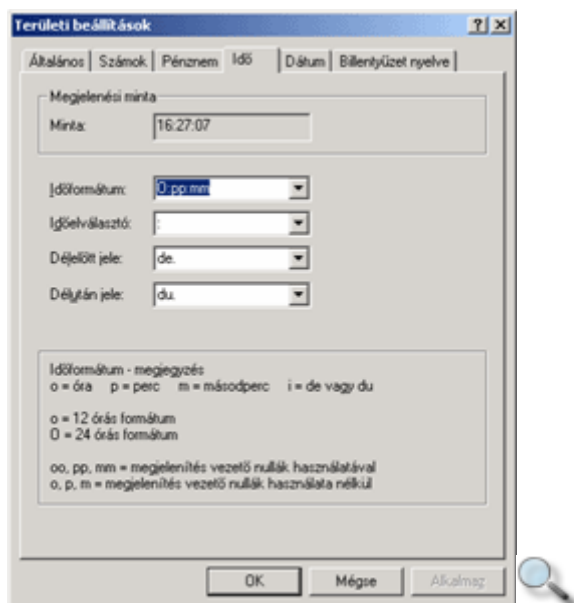 Területi beállítások
Általános Számok Pénznem Idő Dátum Billentyűzet nyelve
Megjelenési minta
Minta: 16:27:07
Időformátum: O:pp:mm
Időelválasztó: :
Délelőtt jele: de.
Délután jele: du.
Időformátum - megjegyzés
o = óra p = perc m = másodperc i = de vagy du
o = 12 órás formátum
O = 24 órás formátum
oo, pp, mm = megjelenítés vezető nullák használatával
o, p, m = megjelenítés vezető nullák használata nélkül
OK Mégse Alkalmaz